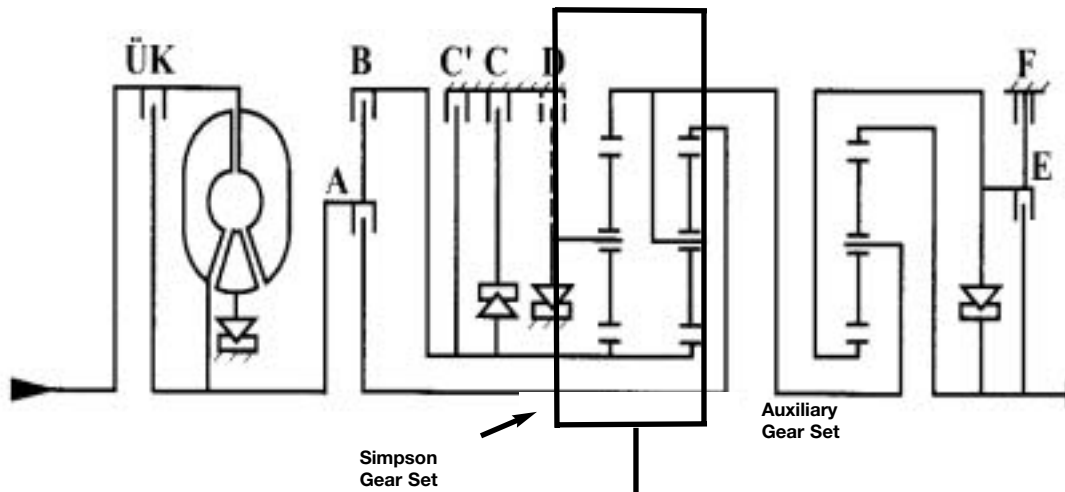 ÜK
B
C'
C
D
F
A
E
Auxiliary
Gear Set
Simpson
Gear Set